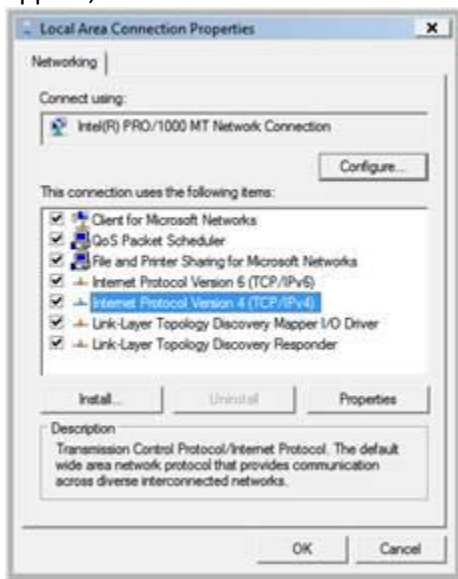 Local Area Connection Properties
Networking
Connect using:
Intel(R) PRO/1000 MT Network Connection
Configure...
This connection uses the following items:
Client for Microsoft Networks
QoS Packet Scheduler
File and Printer Sharing for Microsoft Networks
Internet Protocol Version 6 (TCP/IPv6)
Internet Protocol Version 4 (TCP/IPv4)
Link-Layer Topology Discovery Mapper I/O Driver
Link-Layer Topology Discovery Responder
Install...
Uninstall
Properties
Description
Transmission Control Protocol/Internet Protocol. The default
wide area network protocol that provides communication
across diverse interconnected networks.
OK
Cancel